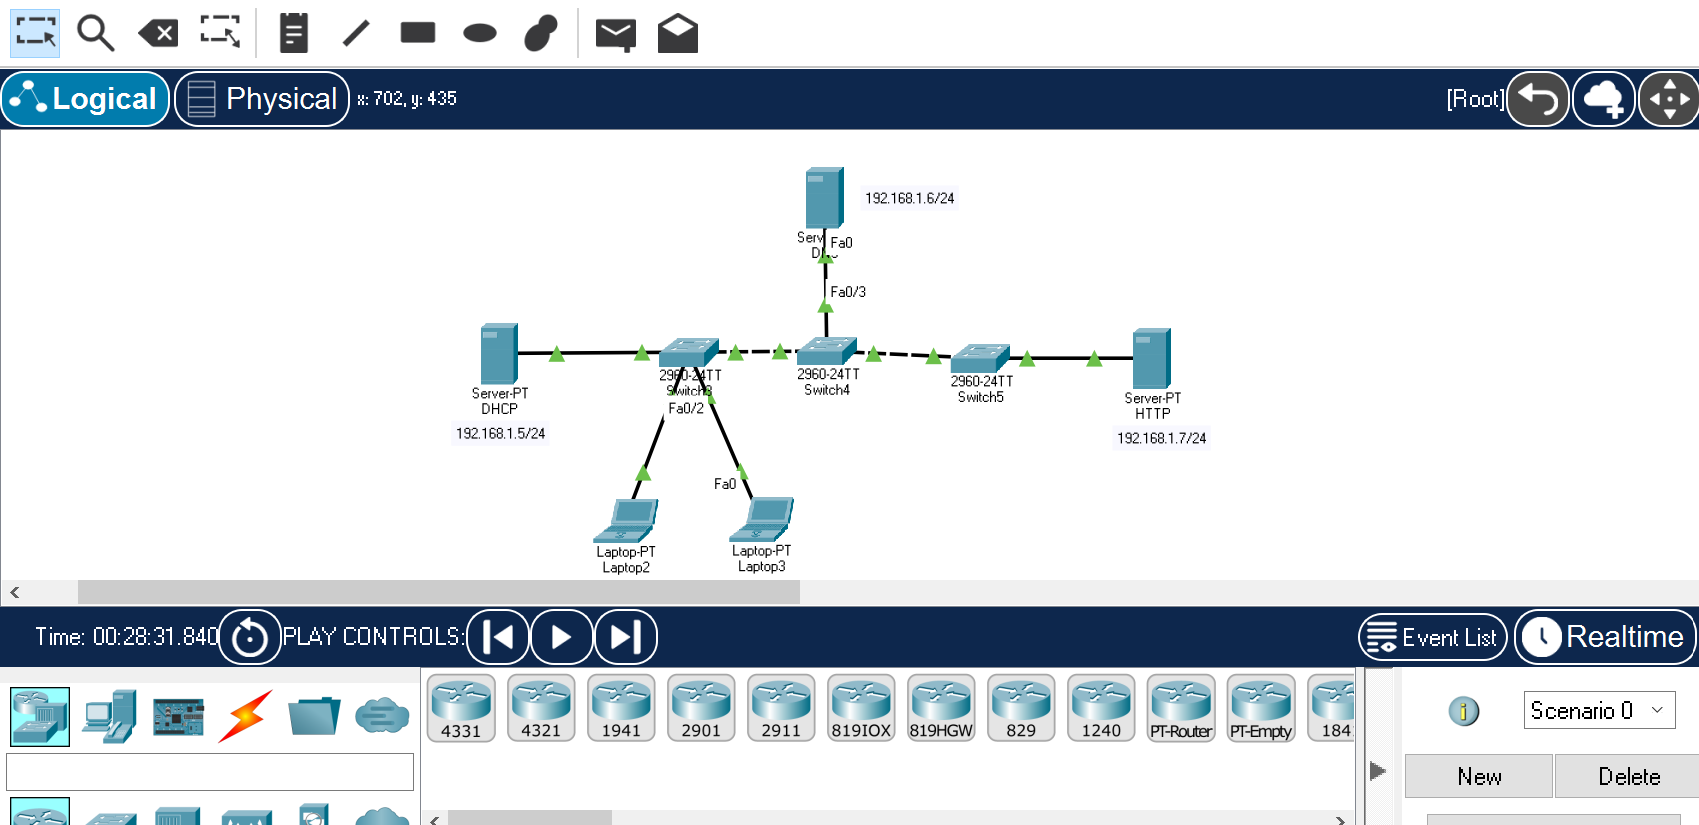 Logical
Physical
x: 702, y: 435
[Root]
192.168.1.6/24
Fa0
Fa0/3
2960-24TT
Switch3
Fa0/2
2960-24TT
Switch4
2960-24TT
Switch5
Server-PT
DHCP
192.168.1.5/24
Server-PT
HTTP
192.168.1.7/24
Fa0
Laptop-PT
Laptop2
Laptop-PT
Laptop3
Time: 00:28:31.840
PLAY CONTROLS:
Event List
Realtime
4331
4321
1941
2901
2911
819IOX
819HGW
829
1240
PT-Router
PT-Empty
184
Scenario 0
New
Delete